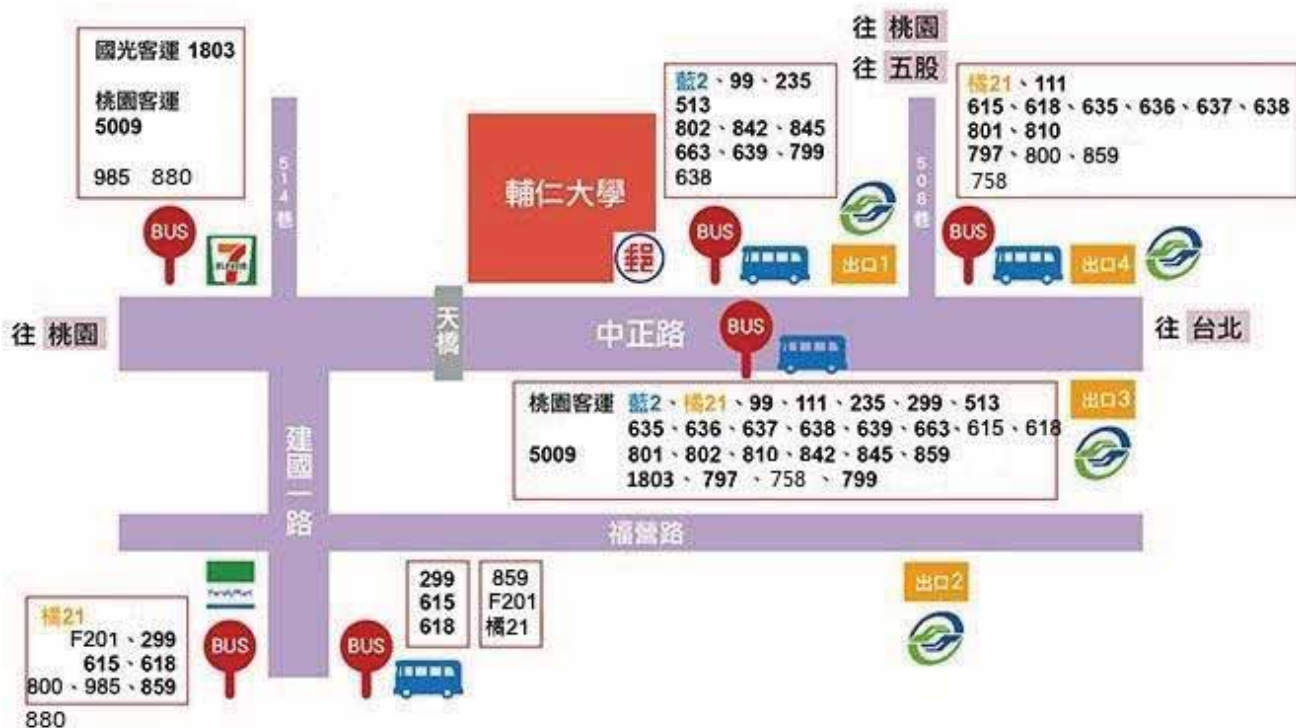 往 桃園
往 五股
國光客運 1803
桃園客運
5009
985 880
BUS
7
ELEVEN
514巷
輔仁大學
郵
藍2、99、235
513
802、842、845
663、639、799
638
BUS
出口1
508巷
橘21、111
615、618、635、636、637、638
801、810
797、800、859
758
BUS
出口4
往 桃園
天橋
中正路
BUS
往 台北
桃園客運 藍2、橘21、99、111、235、299、513
635、636、637、638、639、663、615、618
5009 801、802、810、842、845、859
1803、797、758、799
出口3
建國一路
福營路
FamilyMart
橘21
F201、299
615、618
800、985、859
880
BUS
BUS
299
615
618
859
F201
橘21
出口2